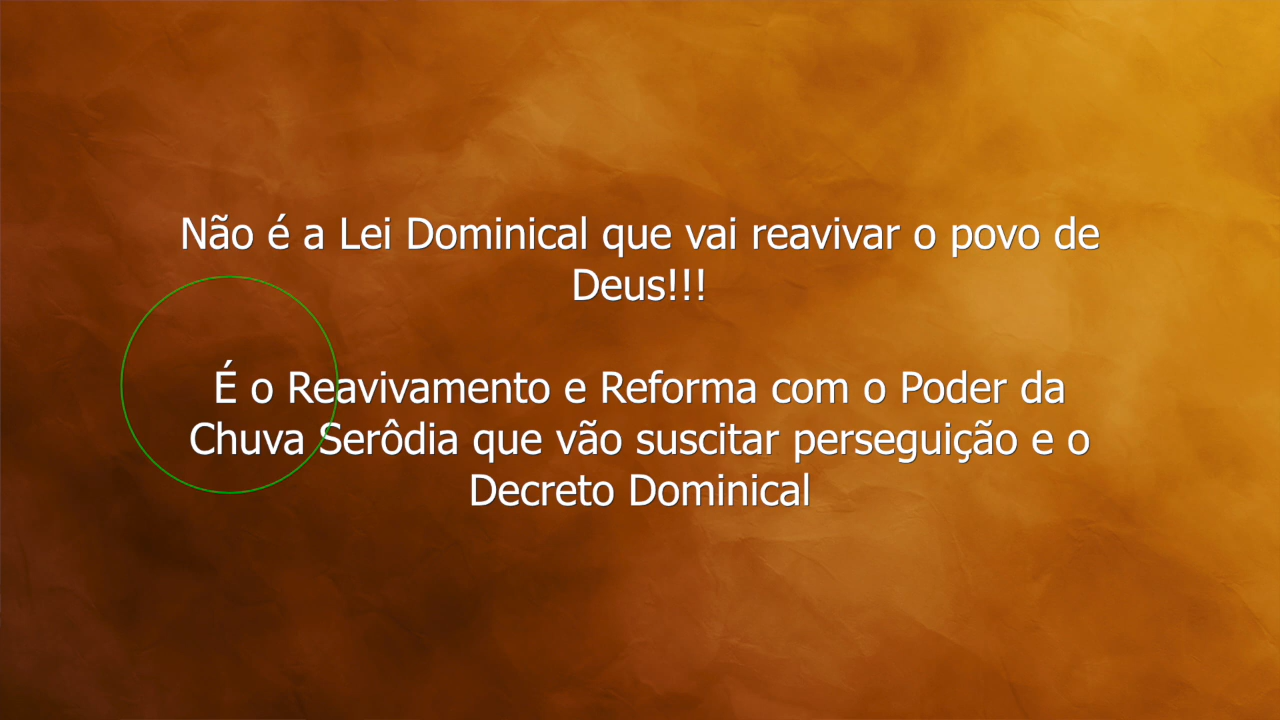 Não é a Lei Dominical que vai reavivar o povo de
Deus!!!
É o Reavivamento e Reforma com o Poder da
Chuva Serôdia que vão suscitar perseguição e o
Decreto Dominical